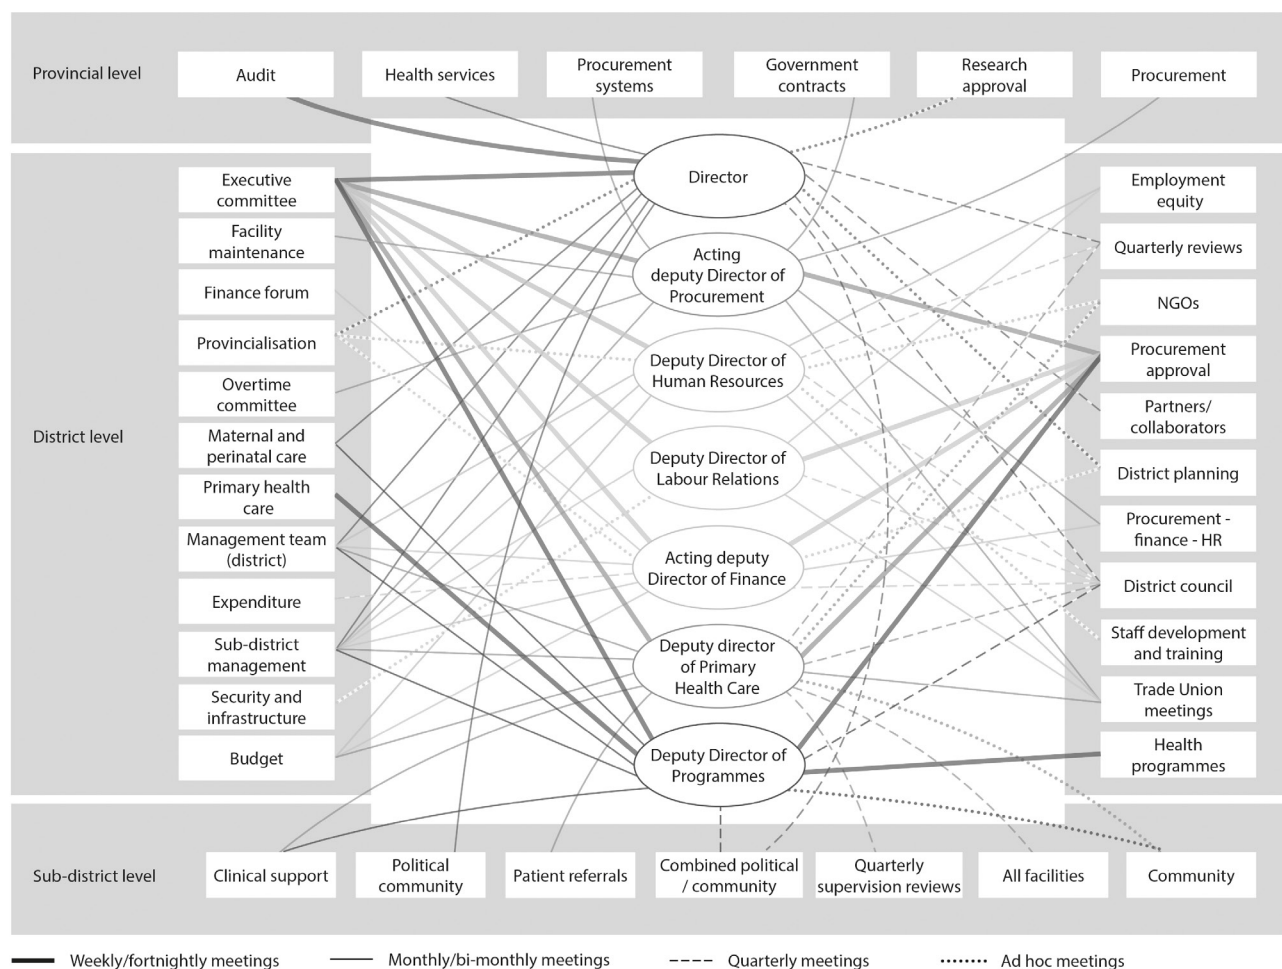 Provincial level
Audit
Health services
Procurement
systems
Government
contracts
Research
approval
Procurement
District level
Executive
committee
Facility
maintenance
Finance forum
Provincialisation
Overtime
committee
Maternal and
perinatal care
Primary health
care
Management team
(district)
Expenditure
Sub-district
management
Security and
infrastructure
Budget
Director
Acting
deputy Director of
Procurement
Deputy Director of
Human Resources
Deputy Director of
Labour Relations
Acting deputy
Director of Finance
Deputy director
of Primary
Health Care
Deputy Director of
Programmes
Employment
equity
Quarterly reviews
NGOs
Procurement
approval
Partners/
collaborators
District planning
Procurement -
finance - HR
District council
Staff development
and training
Trade Union
meetings
Health
programmes
Sub-district level
Clinical support
Political
community
Patient referrals
Combined political
/ community
Quarterly
supervision reviews
All facilities
Community
Weekly/fortnightly meetings
Monthly/bi-monthly meetings
Quarterly meetings
Ad hoc meetings